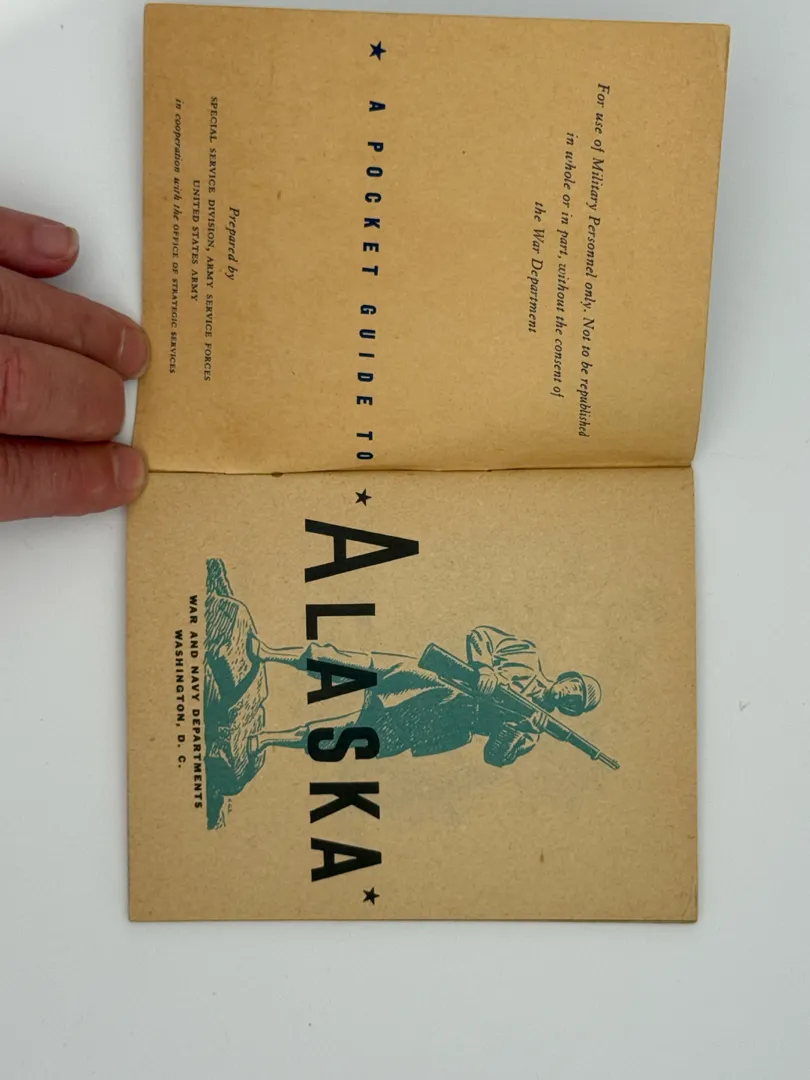 For use of Military Personnel only. Not to be republished
in whole or in part, without the consent of
the War Department
★ A POCKET GUIDE TO ★
Prepared by
SPECIAL SERVICE DIVISION, ARMY SERVICE FORCES
UNITED STATES ARMY
in cooperation with the OFFICE OF STRATEGIC SERVICES
ALASKA ★
WAR AND NAVY DEPARTMENTS
WASHINGTON, D. C.